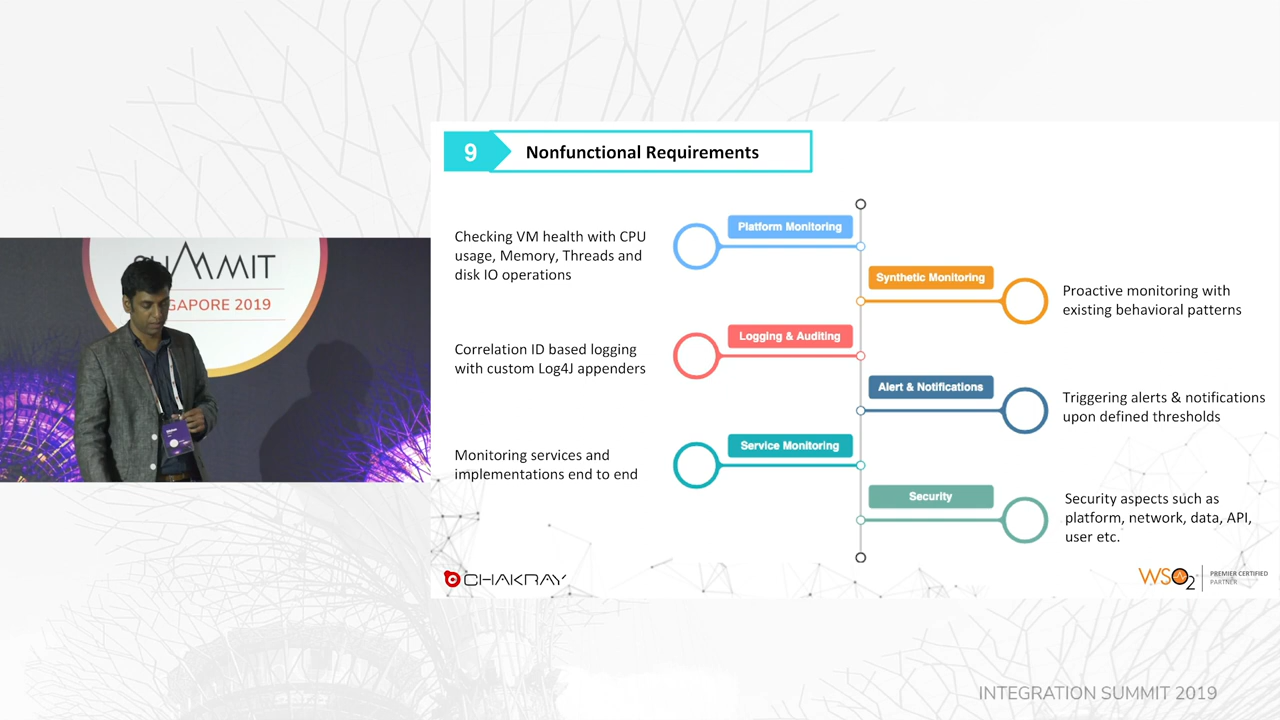 SUMMIT
GAPORE 2019
9
Nonfunctional Requirements
Platform Monitoring
Checking VM health with CPU
usage, Memory, Threads and
disk IO operations
Synthetic Monitoring
Proactive monitoring with
existing behavioral patterns
Logging & Auditing
Correlation ID based logging
with custom Log4J appenders
Alert & Notifications
Triggering alerts & notifications
upon defined thresholds
Service Monitoring
Monitoring services and
implementations end to end
Security
Security aspects such as
platform, network, data, API,
user etc.
CHAKRAY
WSO2
PREMIER CERTIFIED
PARTNER
INTEGRATION SUMMIT 2019